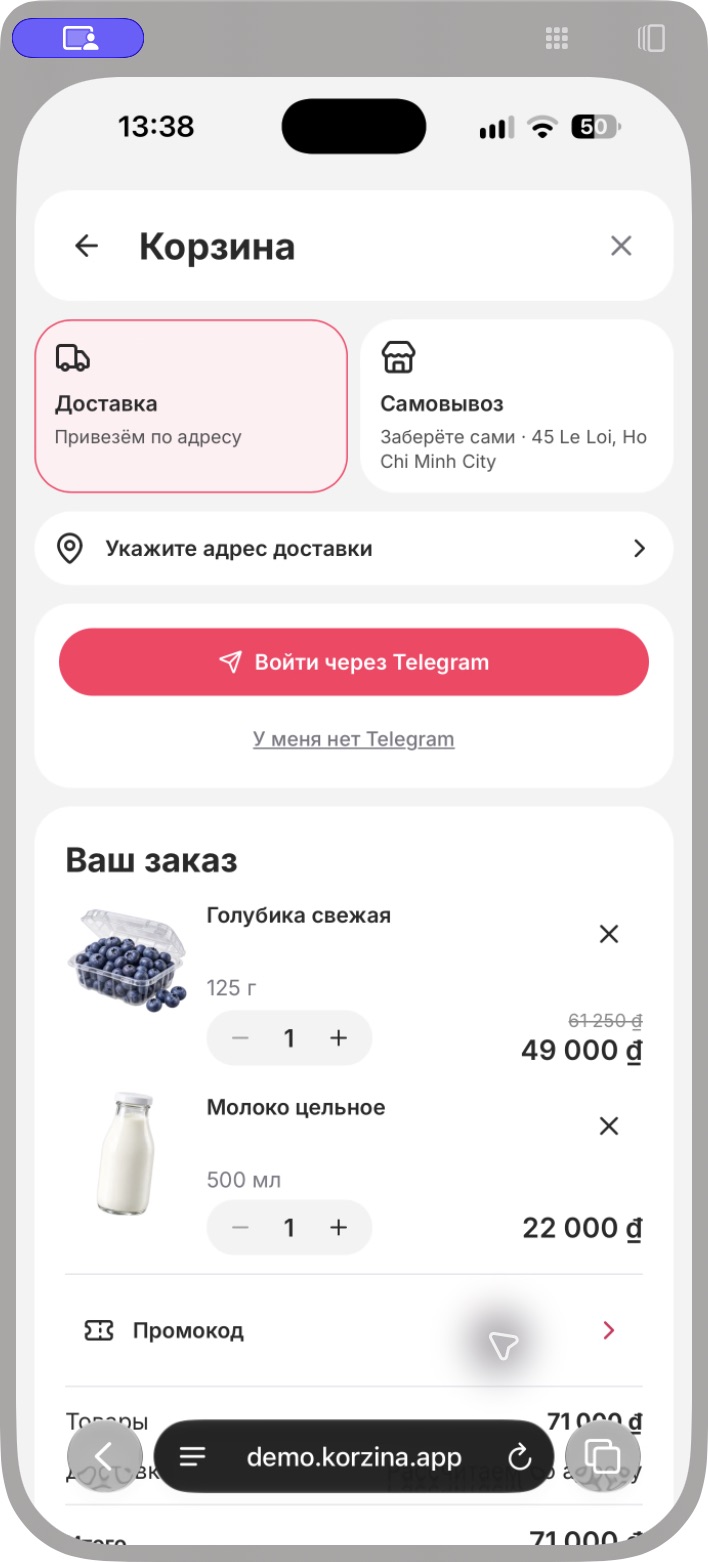 13:38
50
Корзина
Доставка
Привезём по адресу
Самовывоз
Заберёте сами · 45 Le Loi, Ho
Chi Minh City
Укажите адрес доставки
Войти через Telegram
У меня нет Telegram
Ваш заказ
Голубика свежая
125 г
61 250 ₫
1
49 000 ₫
Молоко цельное
500 мл
1
22 000 ₫
Промокод
Товары
71 000 ₫
demo.korzina.app
Итого
71 000 ₫